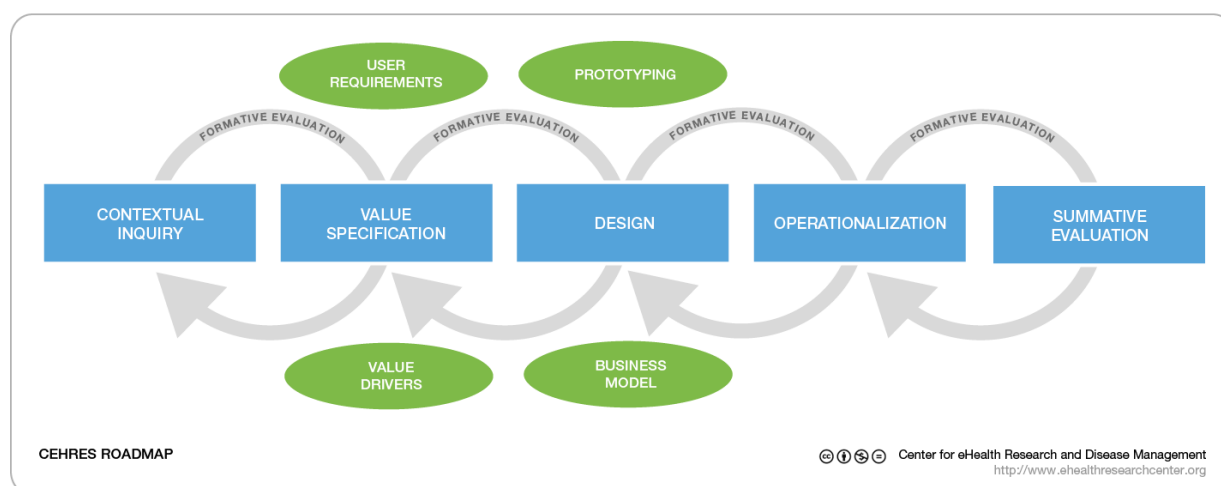 USER
REQUIREMENTS
PROTOTYPING
FORMATIVE EVALUATION
FORMATIVE EVALUATION
FORMATIVE EVALUATION
FORMATIVE EVALUATION
CONTEXTUAL
INQUIRY
VALUE
SPECIFICATION
DESIGN
OPERATIONALIZATION
SUMMATIVE
EVALUATION
VALUE
DRIVERS
BUSINESS
MODEL
CEHRES ROADMAP
cc Center for eHealth Research and Disease Management
http://www.ehealthresearchcenter.org